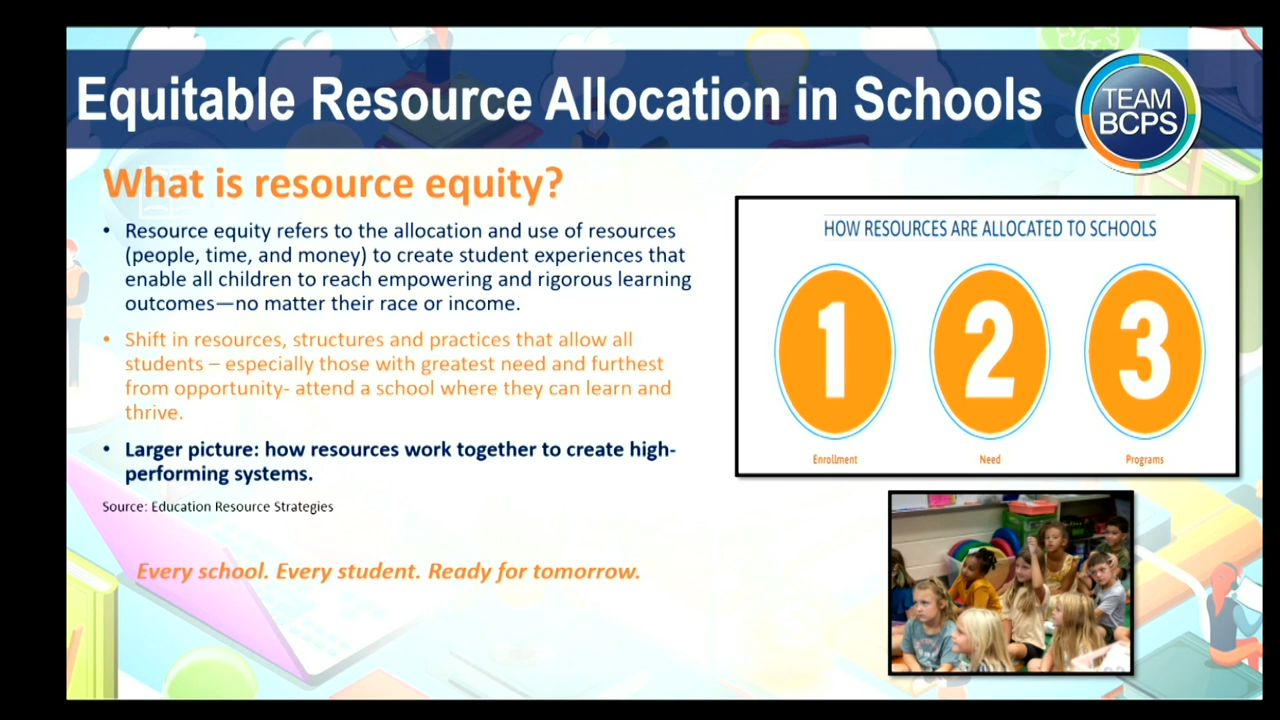 Equitable Resource Allocation in Schools
TEAM
BCPS
What is resource equity?
• Resource equity refers to the allocation and use of resources
(people, time, and money) to create student experiences that
enable all children to reach empowering and rigorous learning
outcomes—no matter their race or income.
• Shift in resources, structures and practices that allow all
students – especially those with greatest need and furthest
from opportunity- attend a school where they can learn and
thrive.
• Larger picture: how resources work together to create high-
performing systems.
Source: Education Resource Strategies
Every school. Every student. Ready for tomorrow.
HOW RESOURCES ARE ALLOCATED TO SCHOOLS
1 2 3
Enrollment Need Programs